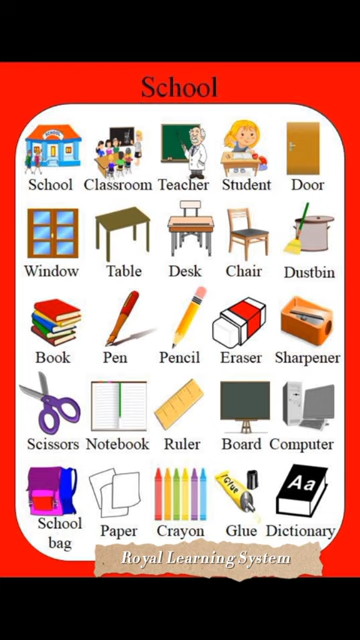 School
School Classroom Teacher Student Door
Window Table Desk Chair Dustbin
Book Pen Pencil Eraser Sharpener
Scissors Notebook Ruler Board Computer
Glue Aa
School bag Paper Crayon Glue Dictionary
Royal Learning System